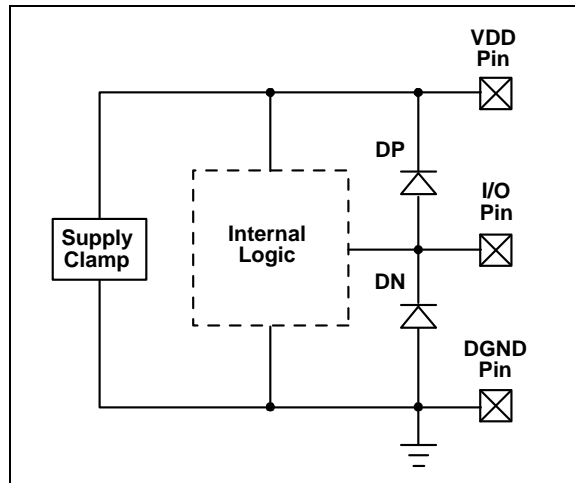 VDD
Pin
DP
I/O
Pin
Supply
Clamp
Internal
Logic
DN
DGND
Pin